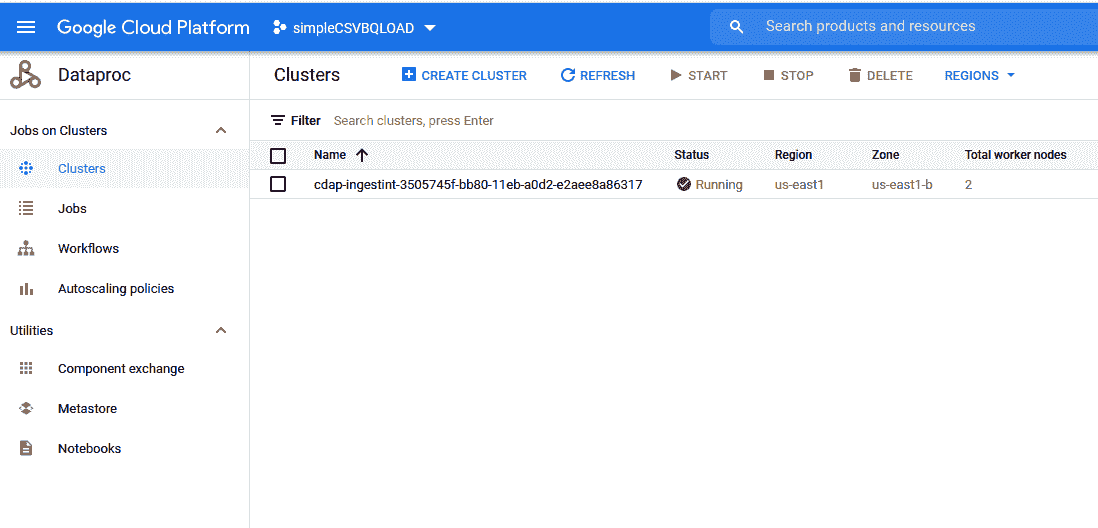 Google Cloud Platform simpleCSVBQLOAD Search products and resources
Dataproc
Clusters CREATE CLUSTER REFRESH START STOP DELETE REGIONS
Jobs on Clusters
Clusters
Jobs
Workflows
Autoscaling policies
Utilities
Component exchange
Metastore
Notebooks
Filter Search clusters, press Enter
Name Status Region Zone Total worker nodes
cdap-ingestint-3505745f-bb80-11eb-a0d2-e2aee8a86317 Running us-east1 us-east1-b 2